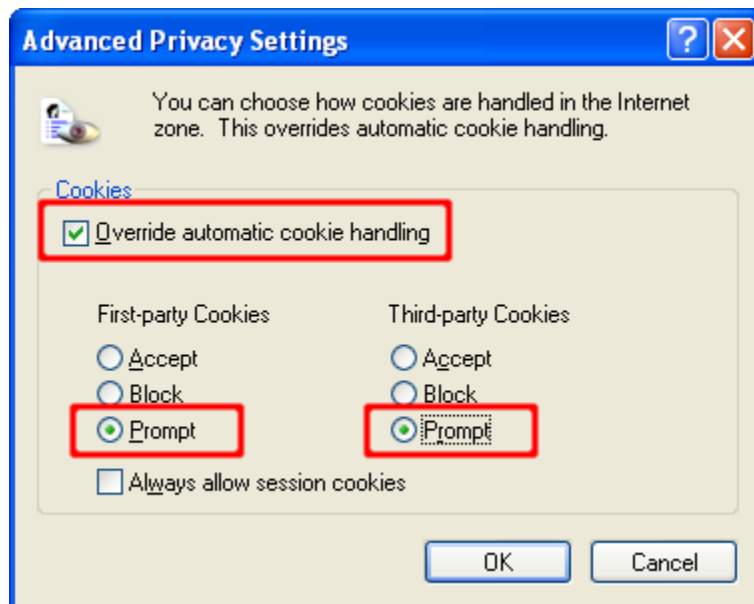 Advanced Privacy Settings
You can choose how cookies are handled in the Internet
zone. This overrides automatic cookie handling.
Cookies
Override automatic cookie handling
First-party Cookies
Third-party Cookies
Accept
Accept
Block
Block
Prompt
Prompt
Always allow session cookies
OK
Cancel